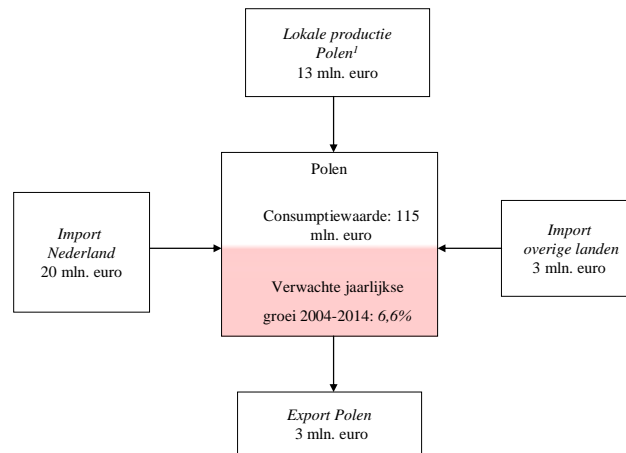 Lokale productie
Polen1
13 mln. euro
Polen
Consumptiewaarde: 115
mln. euro
Import
Nederland
20 mln. euro
Import
overige landen
3 mln. euro
Verwachte jaarlijkse
groei 2004-2014: 6,6%
Export Polen
3 mln. euro